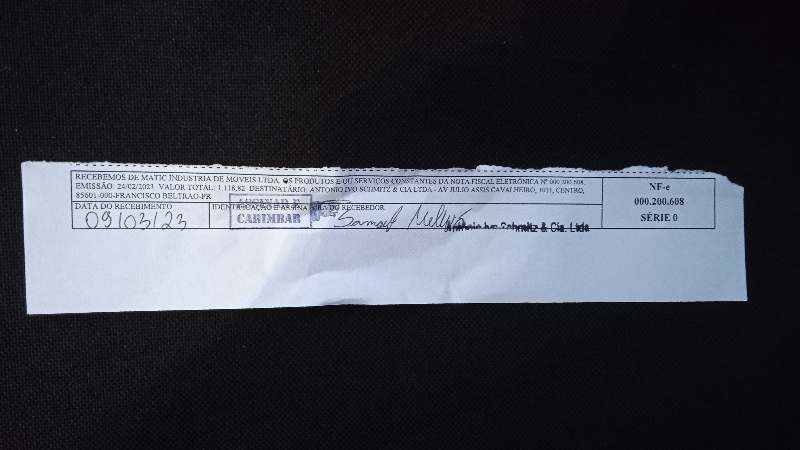 RECEBEMOS DE MATIC INDUSTRIA DE MOVEIS LTDA. OS PRODUTOS E/OU SERVIÇOS CONSTANTES DA NOTA FISCAL ELETRÔNICA Nº 000.200.608.
EMISSÃO: 24/02/2023 VALOR TOTAL: 1.118,82 DESTINATÁRIO: ANTONIO IVO SCHMITZ & CIA LTDA - AV JULIO ASSIS CAVALHEIRO, 1011, CENTRO,
85601-000-FRANCISCO BELTRAO-PR
NF-e
000.200.608
SÉRIE 0
DATA DO RECEBIMENTO
09/03/23
IDENTIFICAÇÃO E ASSINATURA DO RECEBEDOR
ASSINAR E
CARIMBAR
Antonio Ivo Schmitz & Cia. Ltda